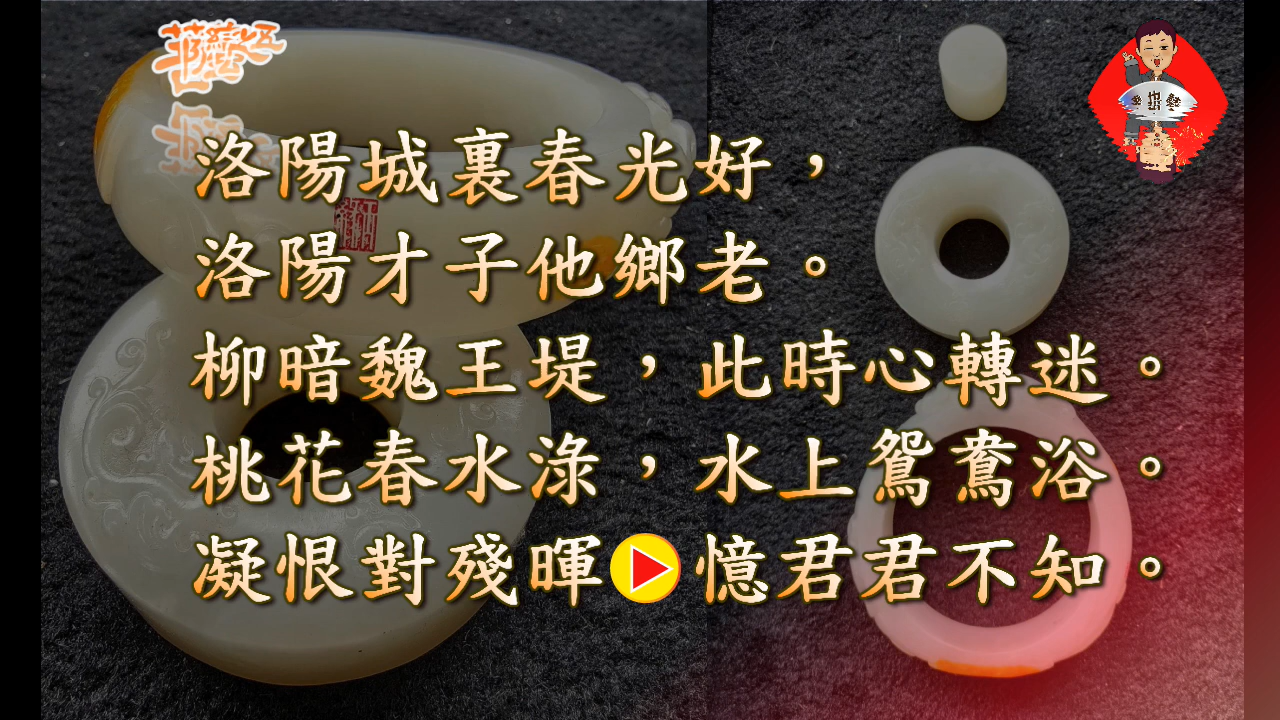 洛陽城裏春光好，
洛陽才子他鄉老。
柳暗魏王堤，此時心轉迷。
桃花春水淥，水上鴛鴦浴。
凝恨對殘暉 憶君君不知。